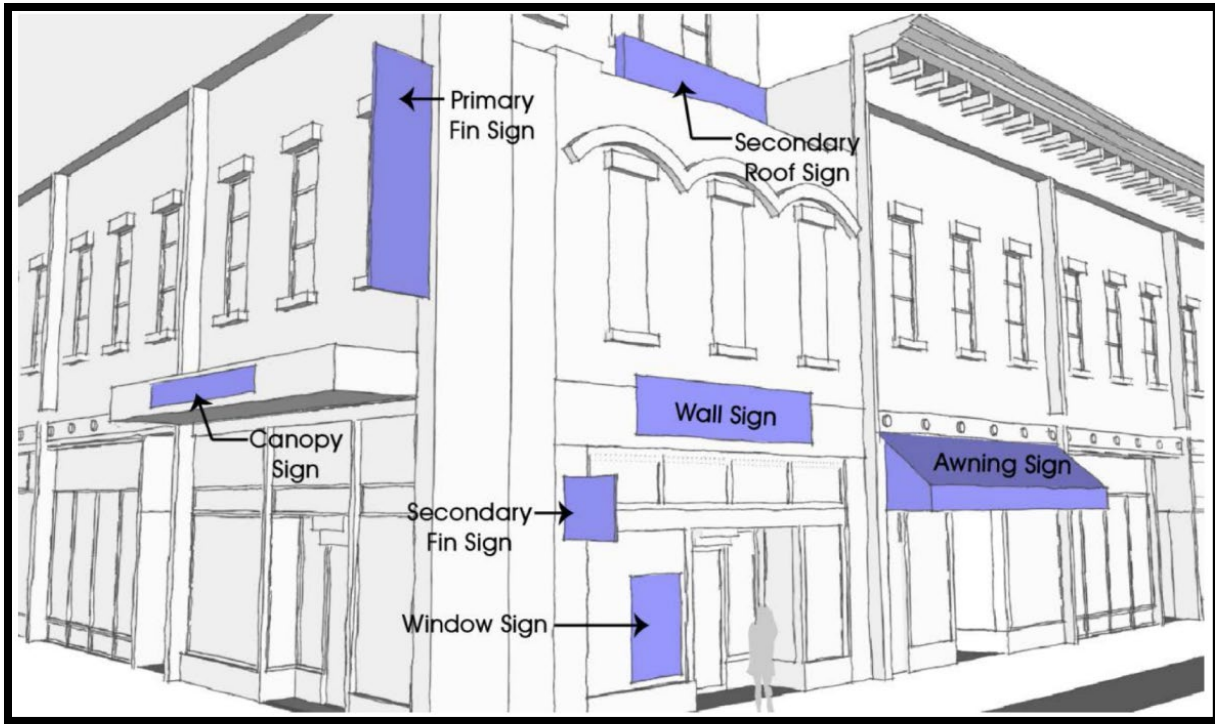 Primary
Fin Sign
Secondary
Roof Sign
Canopy
Sign
Wall Sign
Awning Sign
Secondary
Fin Sign
Window Sign